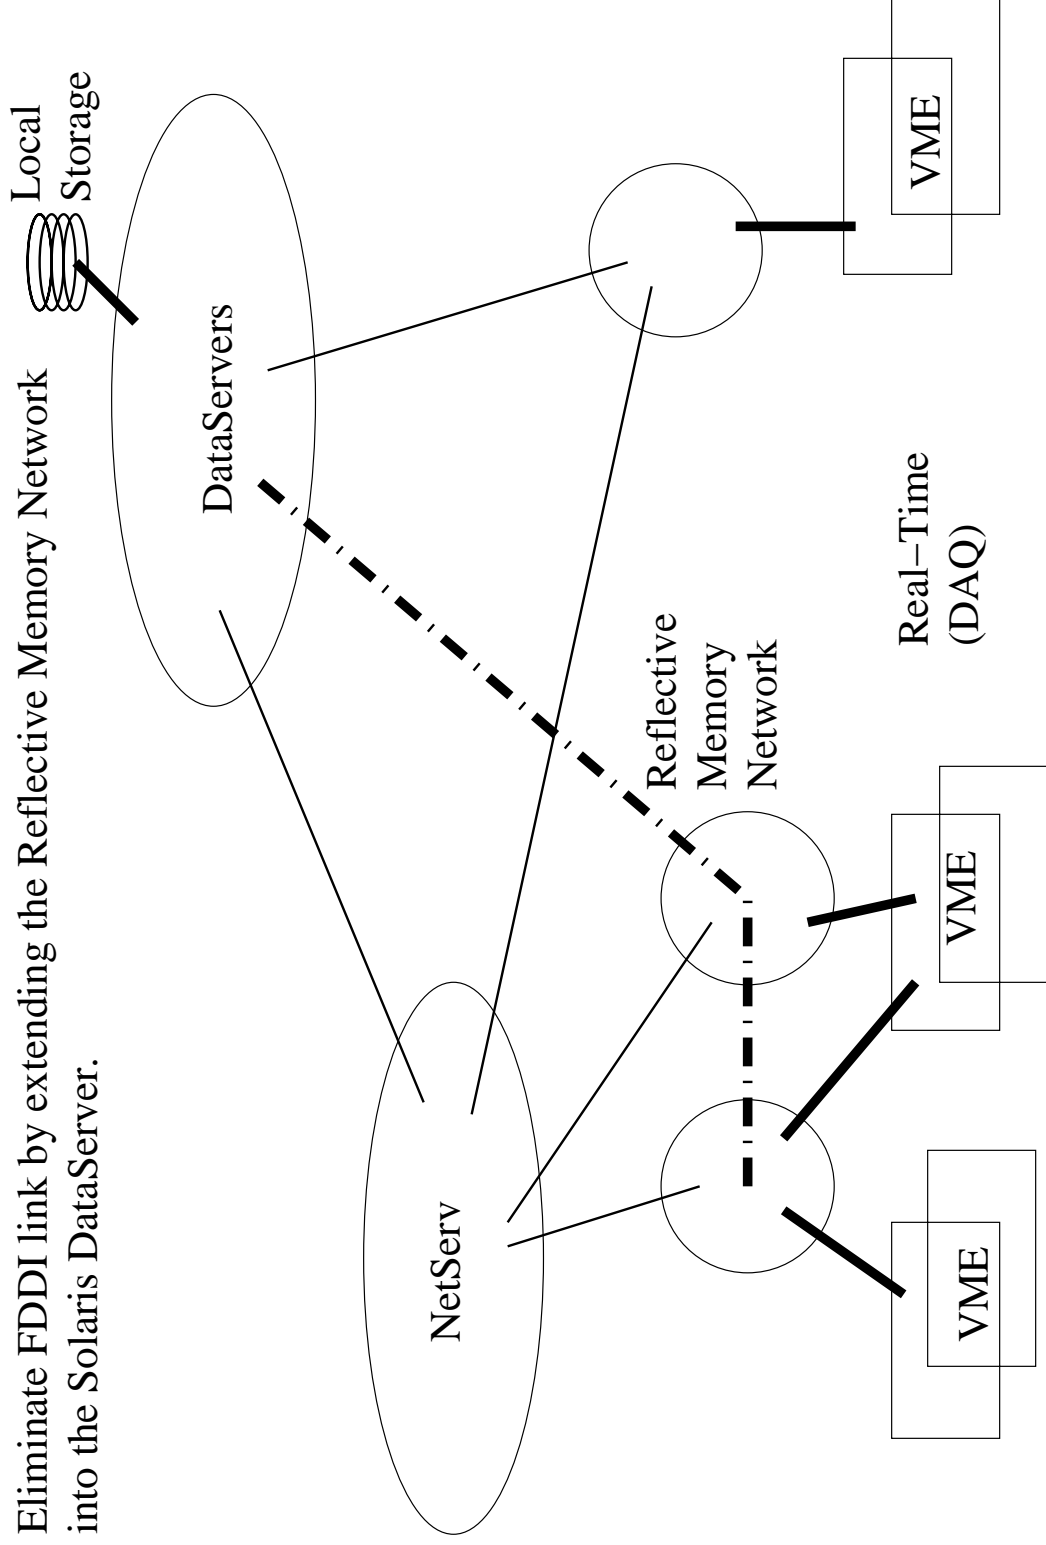 Eliminate FDDI link by extending the Reflective Memory Network
into the Solaris DataServer.
Local
Storage
DataServers
NetServ
Reflective
Memory
Network
Real−Time
(DAQ)
VME
VME
VME